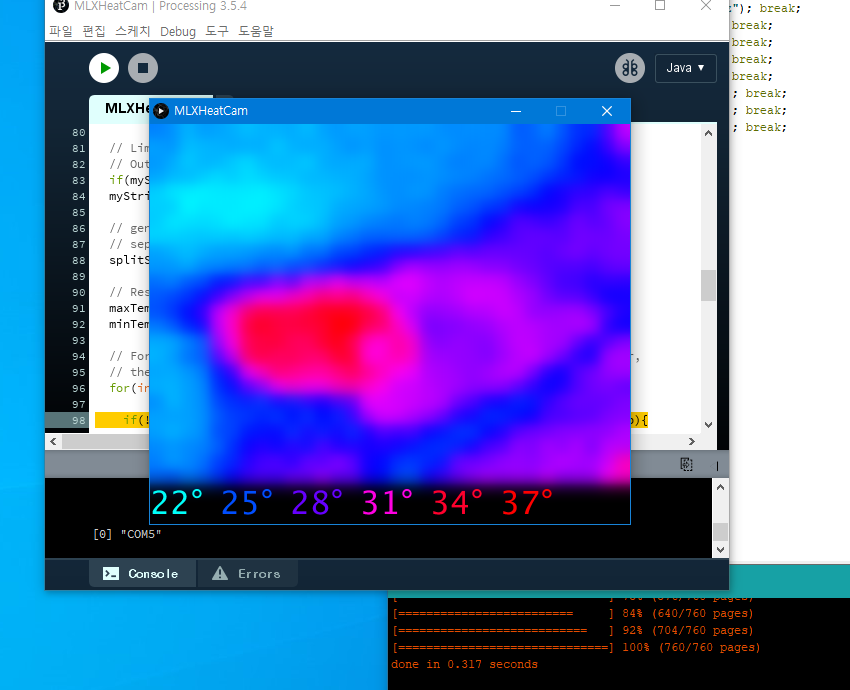 MLXHeatCam | Processing 3.5.4
파일 편집 스케치 Debug 도구 도움말
"); break;
break;
break;
break;
break;
; break;
; break;
; break;
Java ▾
MLXHeatCam
80
81 // Lim
82 // Out
83 if(myS
84 myStri
85
86 // gen
87 // sep
88 splitS
89
90 // Res
91 maxTem
92 minTem
93
94 // For
95 // the
96 for(in
97
98 if(!
){
22° 25° 28° 31° 34° 37°
[0] "COM5"
Console Errors
[========================== ] 84% (640/760 pages)
[============================ ] 92% (704/760 pages)
[===============================] 100% (760/760 pages)
done in 0.317 seconds